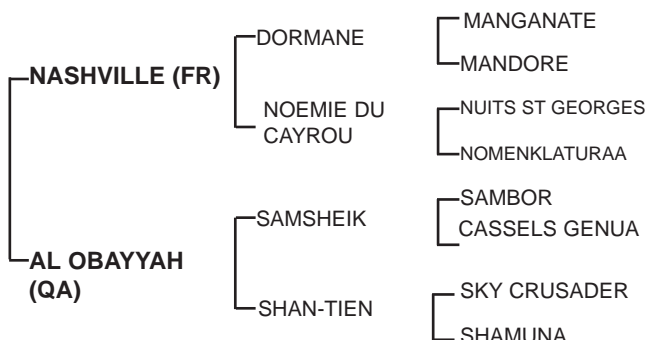 MANGANATE
DORMANE
MANDORE
NASHVILLE (FR)
NOEMIE DU
CAYROU
NUITS ST GEORGES
NOMENKLATURAA
SAMBOR
SAMSHEIK
CASSELS GENUA
AL OBAYYAH
(QA)
SKY CRUSADER
SHAN-TIEN
SHAMUNA